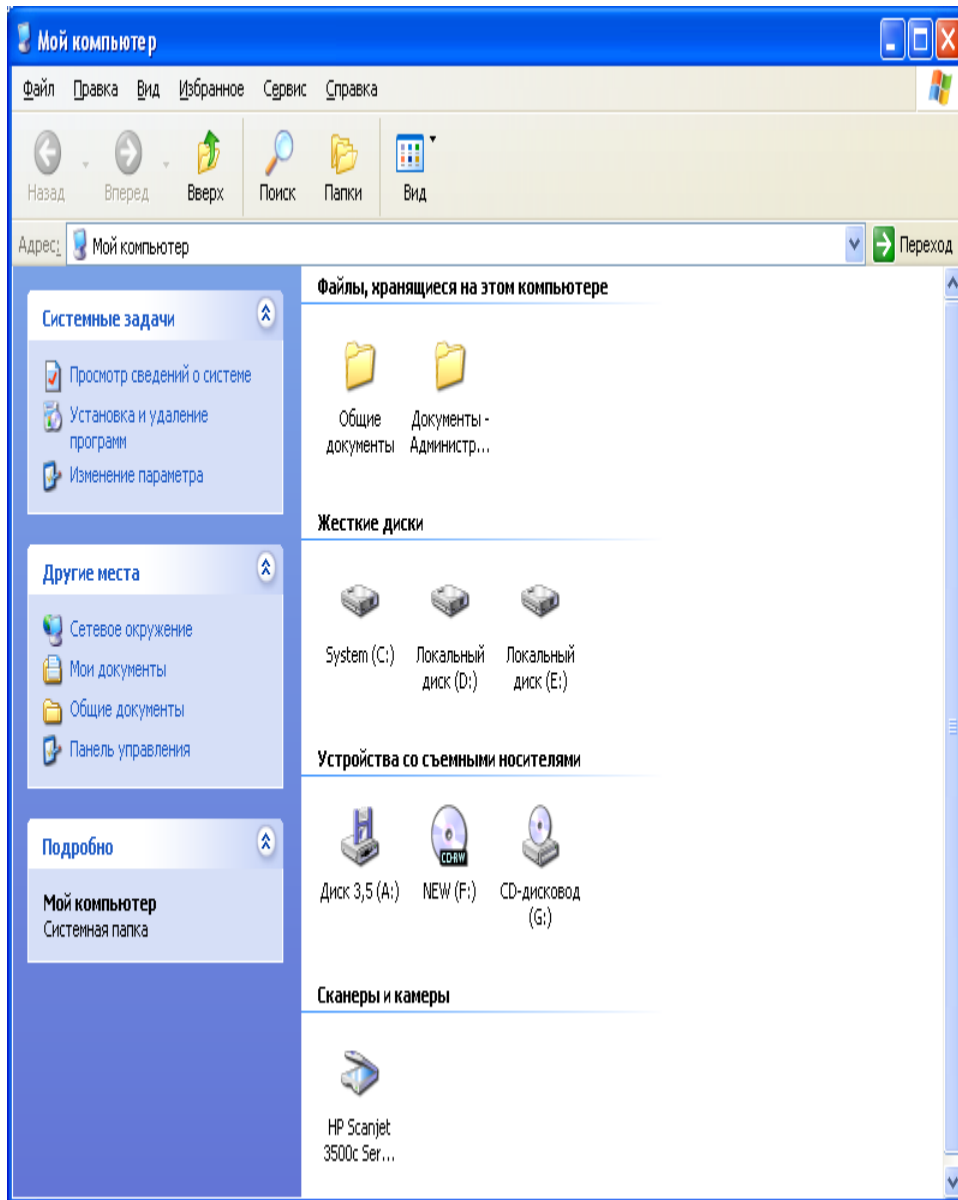 Мой компьютер
Файл Правка Вид Избранное Сервис Справка
Назад Вперед Вверх Поиск Папки Вид
Адрес: Мой компьютер Переход
Системные задачи
Просмотр сведений о системе
Установка и удаление
программ
Изменение параметра
Другие места
Сетевое окружение
Мои документы
Общие документы
Панель управления
Подробно
Мой компьютер
Системная папка
Файлы, хранящиеся на этом компьютере
Общие Документы -
документы Администр...
Жесткие диски
System (C:) Локальный Локальный
диск (D:) диск (E:)
Устройства со съемными носителями
Диск 3,5 (A:) CD-RW NEW (F:) CD-дисковод
(G:)
Сканеры и камеры
HP Scanjet
3500c Ser...